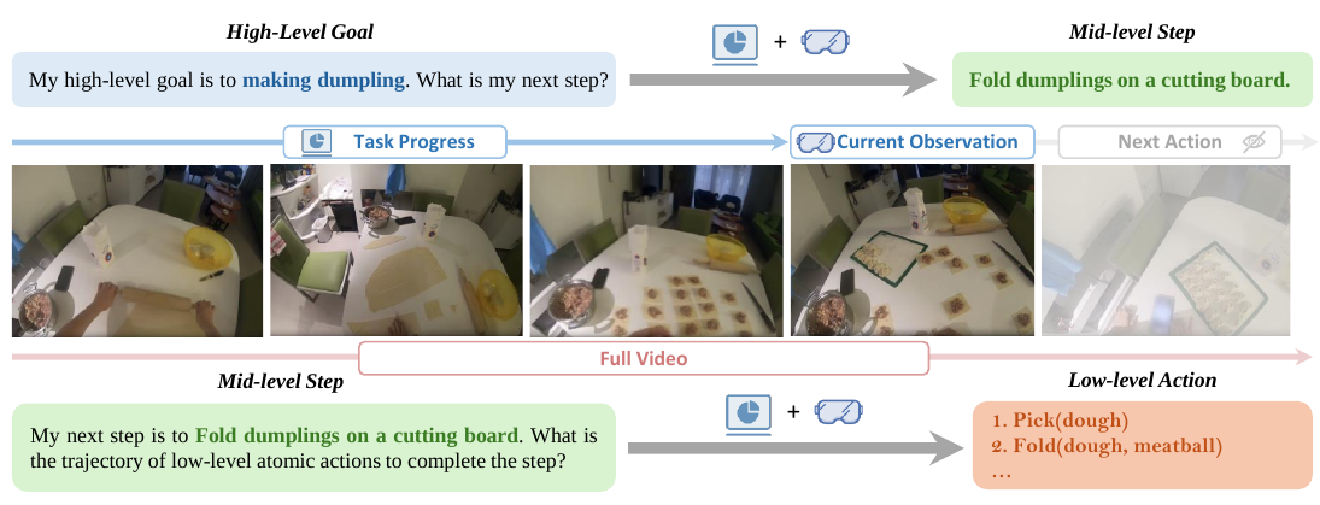 High-Level Goal
My high-level goal is to making dumpling. What is my next step?
+
Mid-level Step
Fold dumplings on a cutting board.
Task Progress
Current Observation
Next Action
Full Video
Mid-level Step
My next step is to Fold dumplings on a cutting board. What is
the trajectory of low-level atomic actions to complete the step?
+
Low-level Action
1. Pick(dough)
2. Fold(dough, meatball)
...